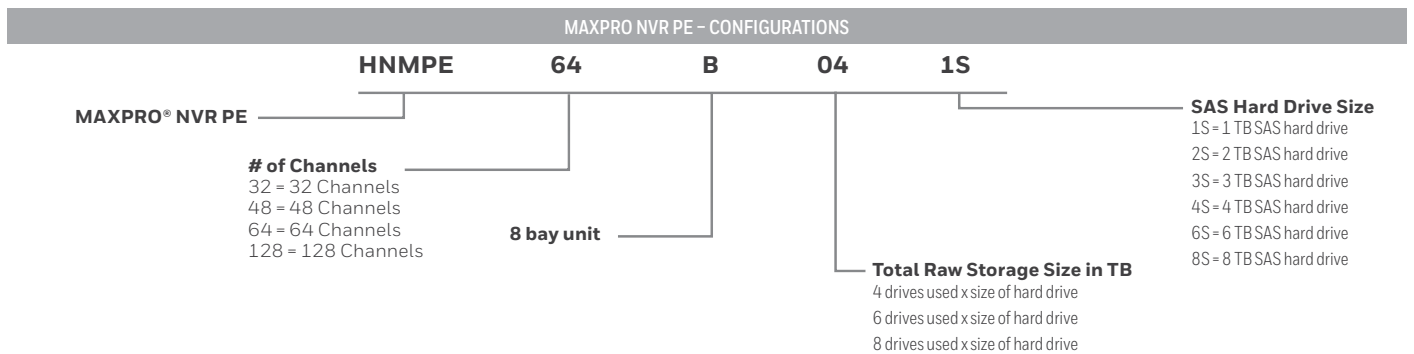 MAXPRO NVR PE – CONFIGURATIONS
HNMPE 64 B 04 1S
MAXPRO® NVR PE
# of Channels
32 = 32 Channels
48 = 48 Channels
64 = 64 Channels
128 = 128 Channels
8 bay unit
Total Raw Storage Size in TB
4 drives used x size of hard drive
6 drives used x size of hard drive
8 drives used x size of hard drive
SAS Hard Drive Size
1S = 1 TB SAS hard drive
2S = 2 TB SAS hard drive
3S = 3 TB SAS hard drive
4S = 4 TB SAS hard drive
6S = 6 TB SAS hard drive
8S = 8 TB SAS hard drive